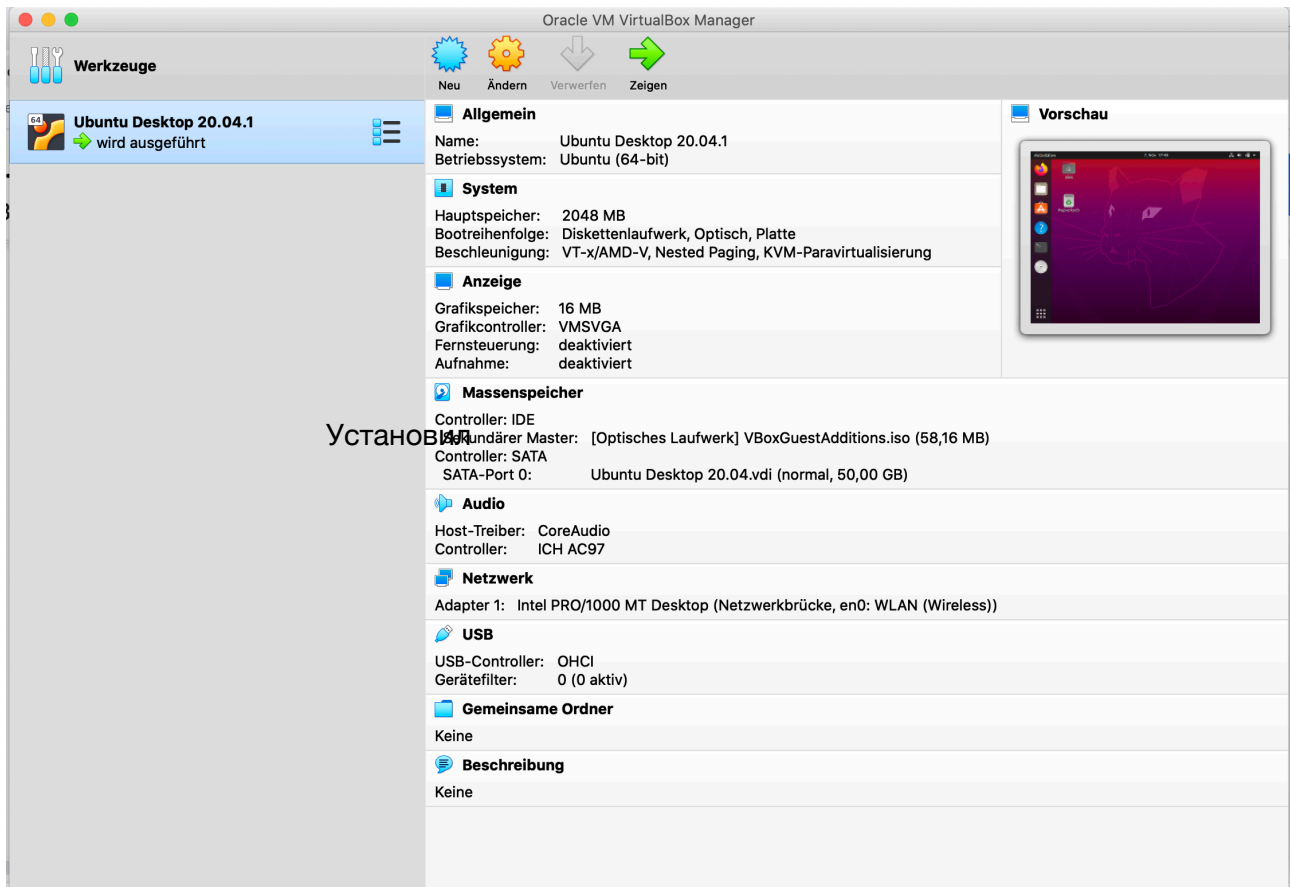 Oracle VM VirtualBox Manager
Werkzeuge
Neu
Ändern
Verwerfen
Zeigen
64
Ubuntu Desktop 20.04.1
wird ausgeführt
Allgemein
Name: Ubuntu Desktop 20.04.1
Betriebssystem: Ubuntu (64-bit)
System
Hauptspeicher: 2048 MB
Bootreihenfolge: Diskettenlaufwerk, Optisch, Platte
Beschleunigung: VT-x/AMD-V, Nested Paging, KVM-Paravirtualisierung
Anzeige
Grafikspeicher: 16 MB
Grafikcontroller: VMSVGA
Fernsteuerung: deaktiviert
Aufnahme: deaktiviert
Vorschau
Massenspeicher
Controller: IDE
Установил
Sekundärer Master: [Optisches Laufwerk] VBoxGuestAdditions.iso (58,16 MB)
Controller: SATA
SATA-Port 0: Ubuntu Desktop 20.04.vdi (normal, 50,00 GB)
Audio
Host-Treiber: CoreAudio
Controller: ICH AC97
Netzwerk
Adapter 1: Intel PRO/1000 MT Desktop (Netzwerkbrücke, en0: WLAN (Wireless))
USB
USB-Controller: OHCI
Gerätefilter: 0 (0 aktiv)
Gemeinsame Ordner
Keine
Beschreibung
Keine